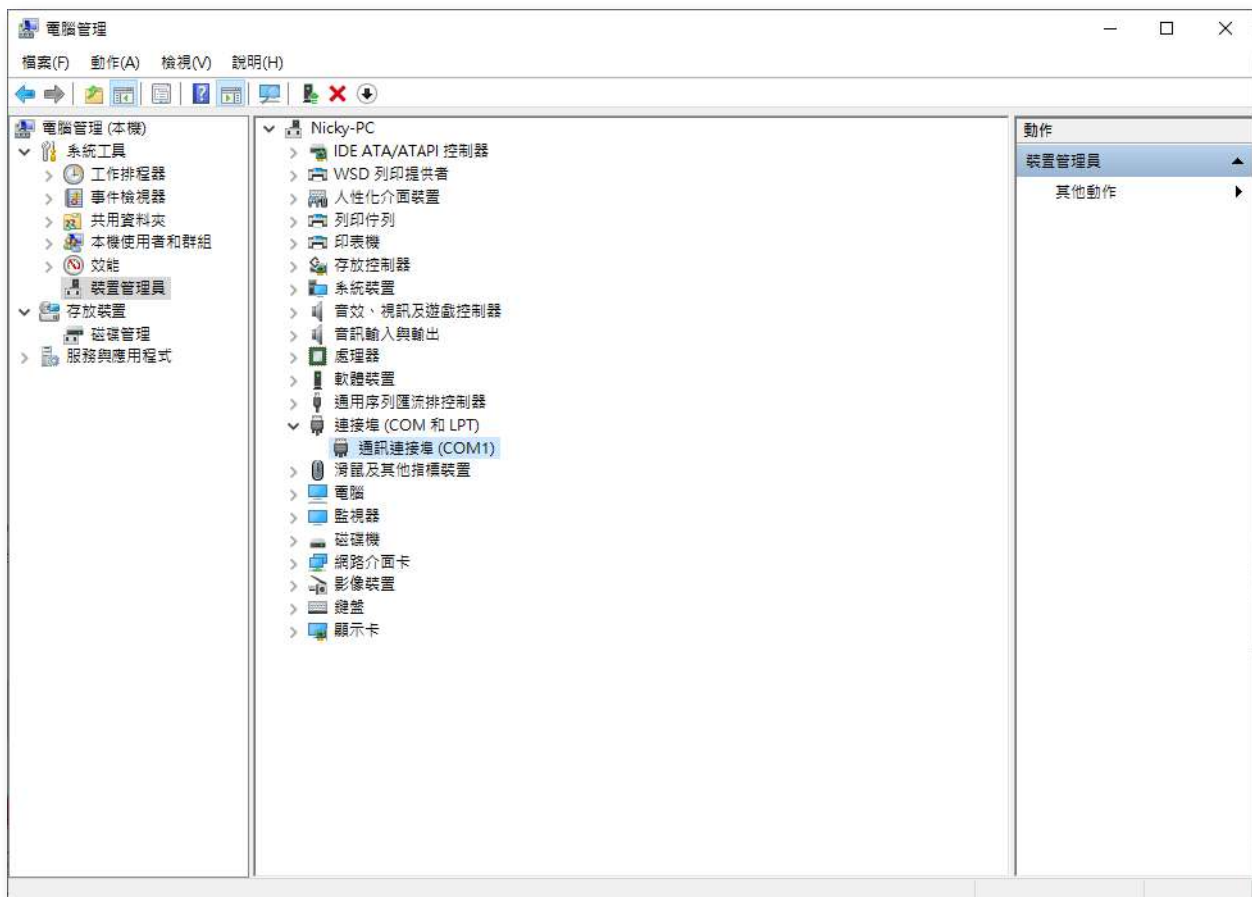 電腦管理
檔案(F) 動作(A) 檢視(V) 說明(H)
電腦管理 (本機)
系統工具
工作排程器
事件檢視器
共用資料夾
本機使用者和群組
效能
裝置管理員
存放裝置
磁碟管理
服務與應用程式
Nicky-PC
IDE ATA/ATAPI 控制器
WSD 列印提供者
人性化介面裝置
列印佇列
印表機
存放控制器
系統裝置
音效、視訊及遊戲控制器
音訊輸入與輸出
處理器
軟體裝置
通用序列匯流排控制器
連接埠 (COM 和 LPT)
通訊連接埠 (COM1)
滑鼠及其他指標裝置
電腦
監視器
磁碟機
網路介面卡
影像裝置
鍵盤
顯示卡
動作
裝置管理員
其他動作